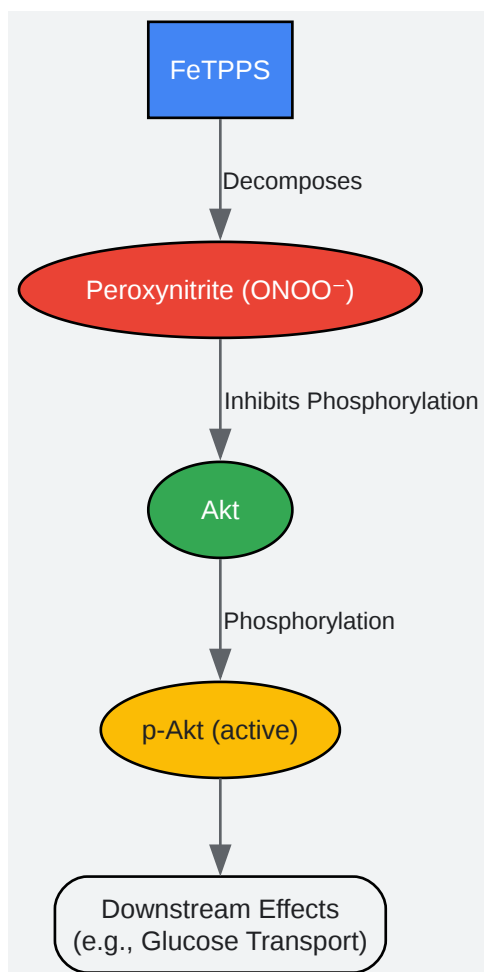 FeTPPS
Decomposes
Peroxynitrite (ONOO⁻)
Inhibits Phosphorylation
Akt
Phosphorylation
p-Akt (active)
Downstream Effects
(e.g., Glucose Transport)